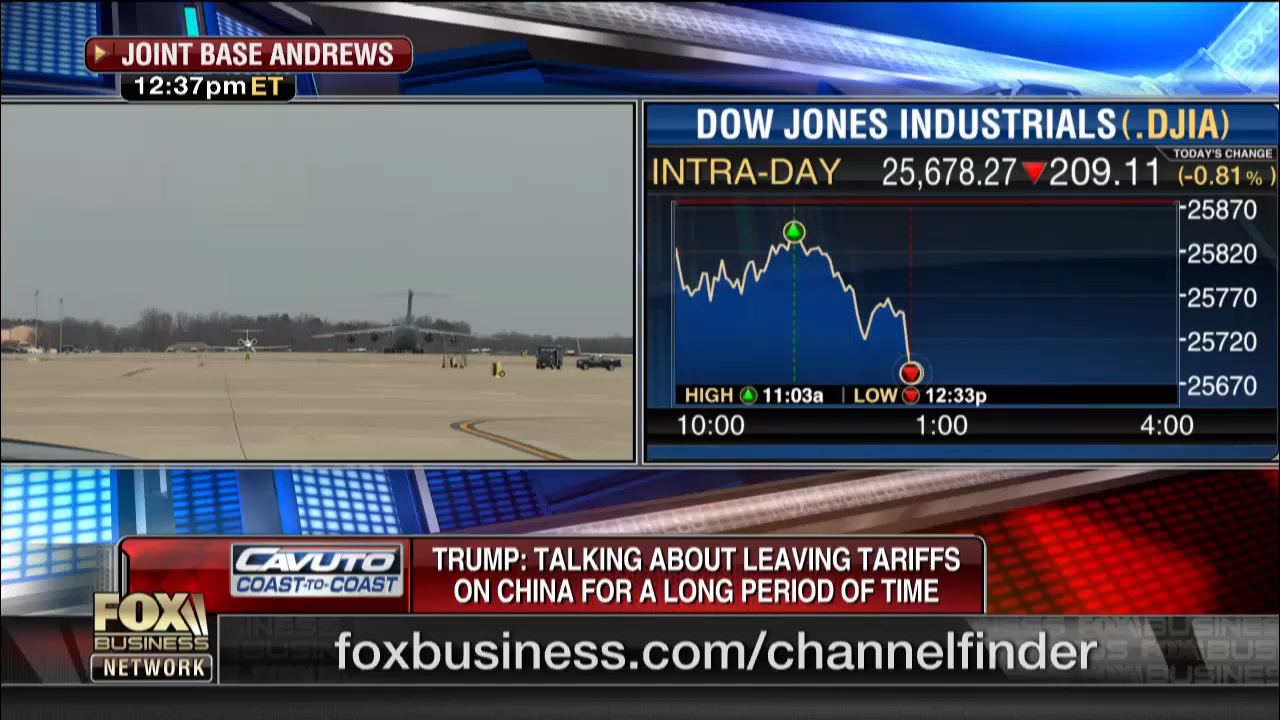 JOINT BASE ANDREWS
12:37pm ET
DOW JONES INDUSTRIALS (.DJIA)
TODAY'S CHANGE
INTRA-DAY 25,678.27 209.11 (-0.81%)
25870
25820
25770
25720
25670
HIGH 11:03a LOW 12:33p
10:00 1:00 4:00
CAVUTO
COAST-TO-COAST
TRUMP: TALKING ABOUT LEAVING TARIFFS
ON CHINA FOR A LONG PERIOD OF TIME
FOX
BUSINESS
NETWORK
foxbusiness.com/channelfinder